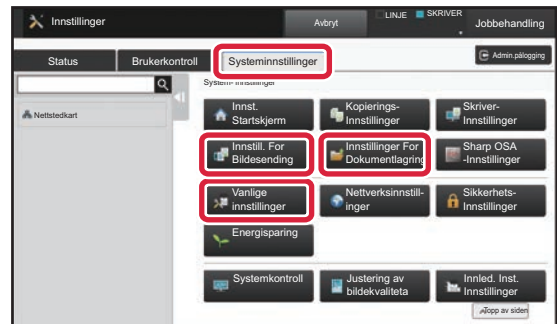 Innstillinger
Avbryt
LINJE
SKRIVER
Jobbehandling
Status
Brukerkontroll
Systeminnstillinger
Admin.pålogging
System- Innstillinger
Nettstedkart
Innst.
Startskjerm
Kopierings-
Innstillinger
Skriver-
Innstillinger
Innstill. For
Bildesending
Innstillinger For
Dokumentlagring
Sharp OSA
-Innstillinger
Vanlige
innstillinger
Nettverksinnstill-
inger
Sikkerhets-
Innstillinger
Energisparing
Systemkontroll
Justering av
bildekvaliteta
Innled. Inst.
Innstillinger
Topp av siden